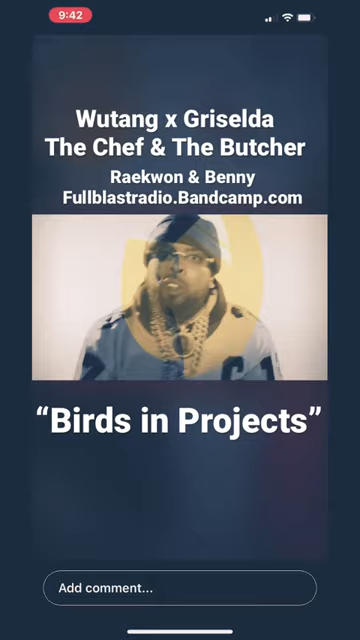 9:42
Wutang x Griselda
The Chef & The Butcher
Raekwon & Benny
Fullblastradio.Bandcamp.com
“Birds in Projects”
Add comment...